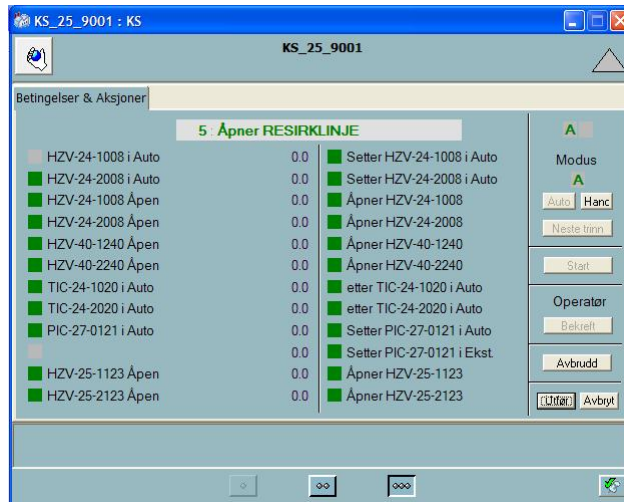 KS_25_9001 : KS
KS_25_9001
Betingelser & Aksjoner
5 : Åpner RESIRKLINJE
A
HZV-24-1008 i Auto 0.0 Setter HZV-24-1008 i Auto
Modus
HZV-24-2008 i Auto 0.0 Setter HZV-24-2008 i Auto
A
HZV-24-1008 Åpen 0.0 Åpner HZV-24-1008
Auto Hanc
HZV-24-2008 Åpen 0.0 Åpner HZV-24-2008
Neste trinn
HZV-40-1240 Åpen 0.0 Åpner HZV-40-1240
HZV-40-2240 Åpen 0.0 Åpner HZV-40-2240
Start
TIC-24-1020 i Auto 0.0 etter TIC-24-1020 i Auto
TIC-24-2020 i Auto 0.0 etter TIC-24-2020 i Auto
Operatør
PIC-27-0121 i Auto 0.0 Setter PIC-27-0121 i Auto
Bekreft
0.0 Setter PIC-27-0121 i Ekst.
HZV-25-1123 Åpen 0.0 Åpner HZV-25-1123
Avbrudd
HZV-25-2123 Åpen 0.0 Åpner HZV-25-2123
Utfør Avbryt